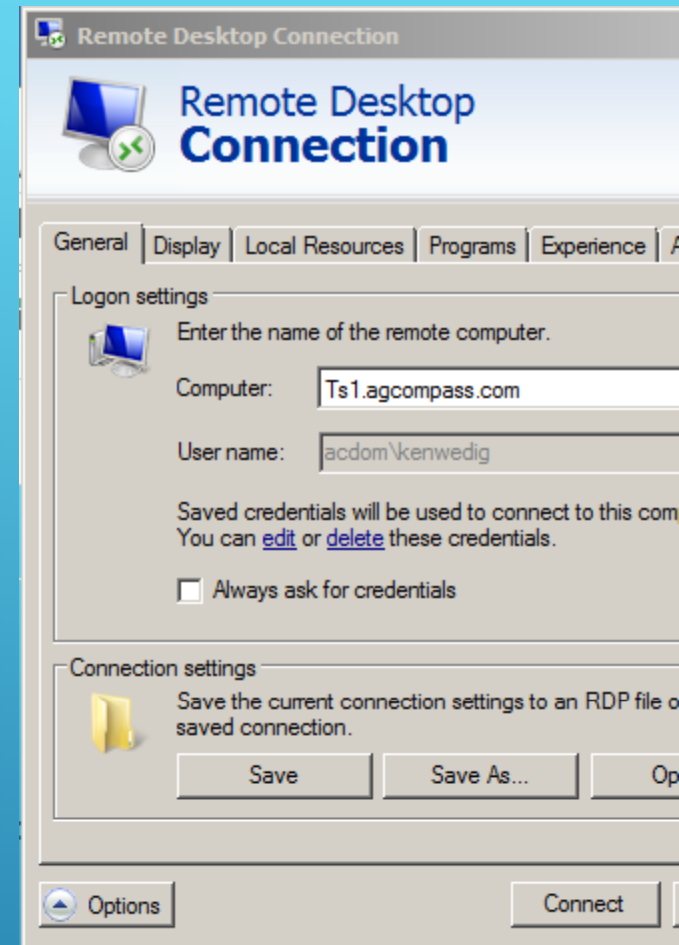 Remote Desktop Connection
Remote Desktop
Connection
General Display Local Resources Programs Experience
Logon settings
Enter the name of the remote computer.
Computer: Ts1.agcompass.com
User name: acdom\kenwedig
Saved credentials will be used to connect to this
You can edit or delete these credentials.
Always ask for credentials
Connection settings
Save the current connection settings to an RDP file
saved connection.
Save Save As...
Options Connect